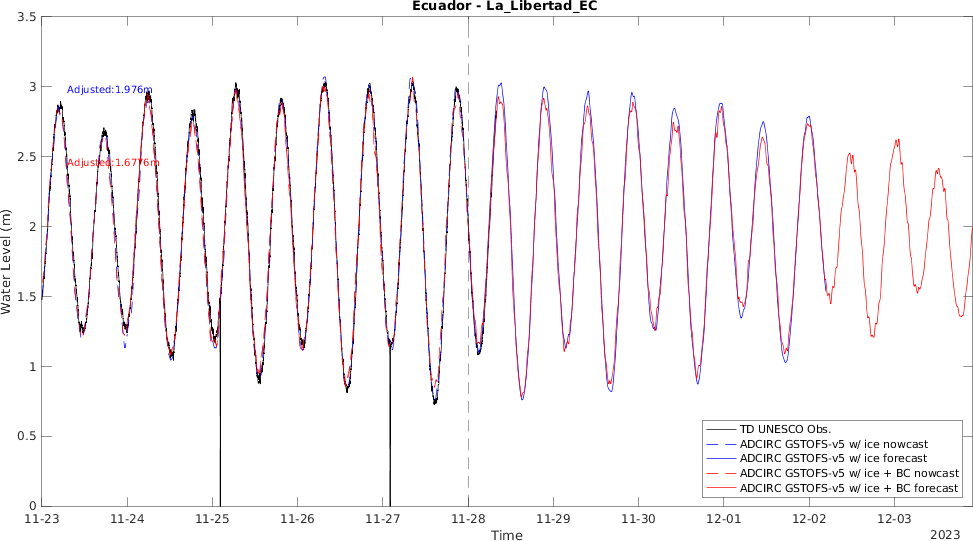 Ecuador - La_Libertad_EC
3.5
3
2.5
2
1.5
1
0.5
0
Water Level (m)
Adjusted:1.976m
Adjusted:1.6776m
TD UNESCO Obs.
ADCIRC GSTOFS-v5 w/ ice nowcast
ADCIRC GSTOFS-v5 w/ ice forecast
ADCIRC GSTOFS-v5 w/ ice + BC nowcast
ADCIRC GSTOFS-v5 w/ ice + BC forecast
11-23 11-24 11-25 11-26 11-27 11-28 11-29 11-30 12-01 12-02 12-03
Time
2023